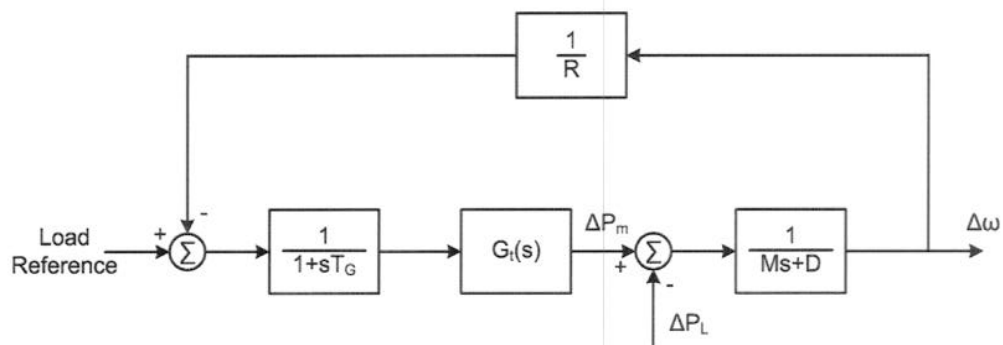 1
R
Load
Reference
+
-
Σ
1
1+sT_G
G_t(s)
ΔP_m
+
Σ
-
ΔP_L
1
Ms+D
Δω